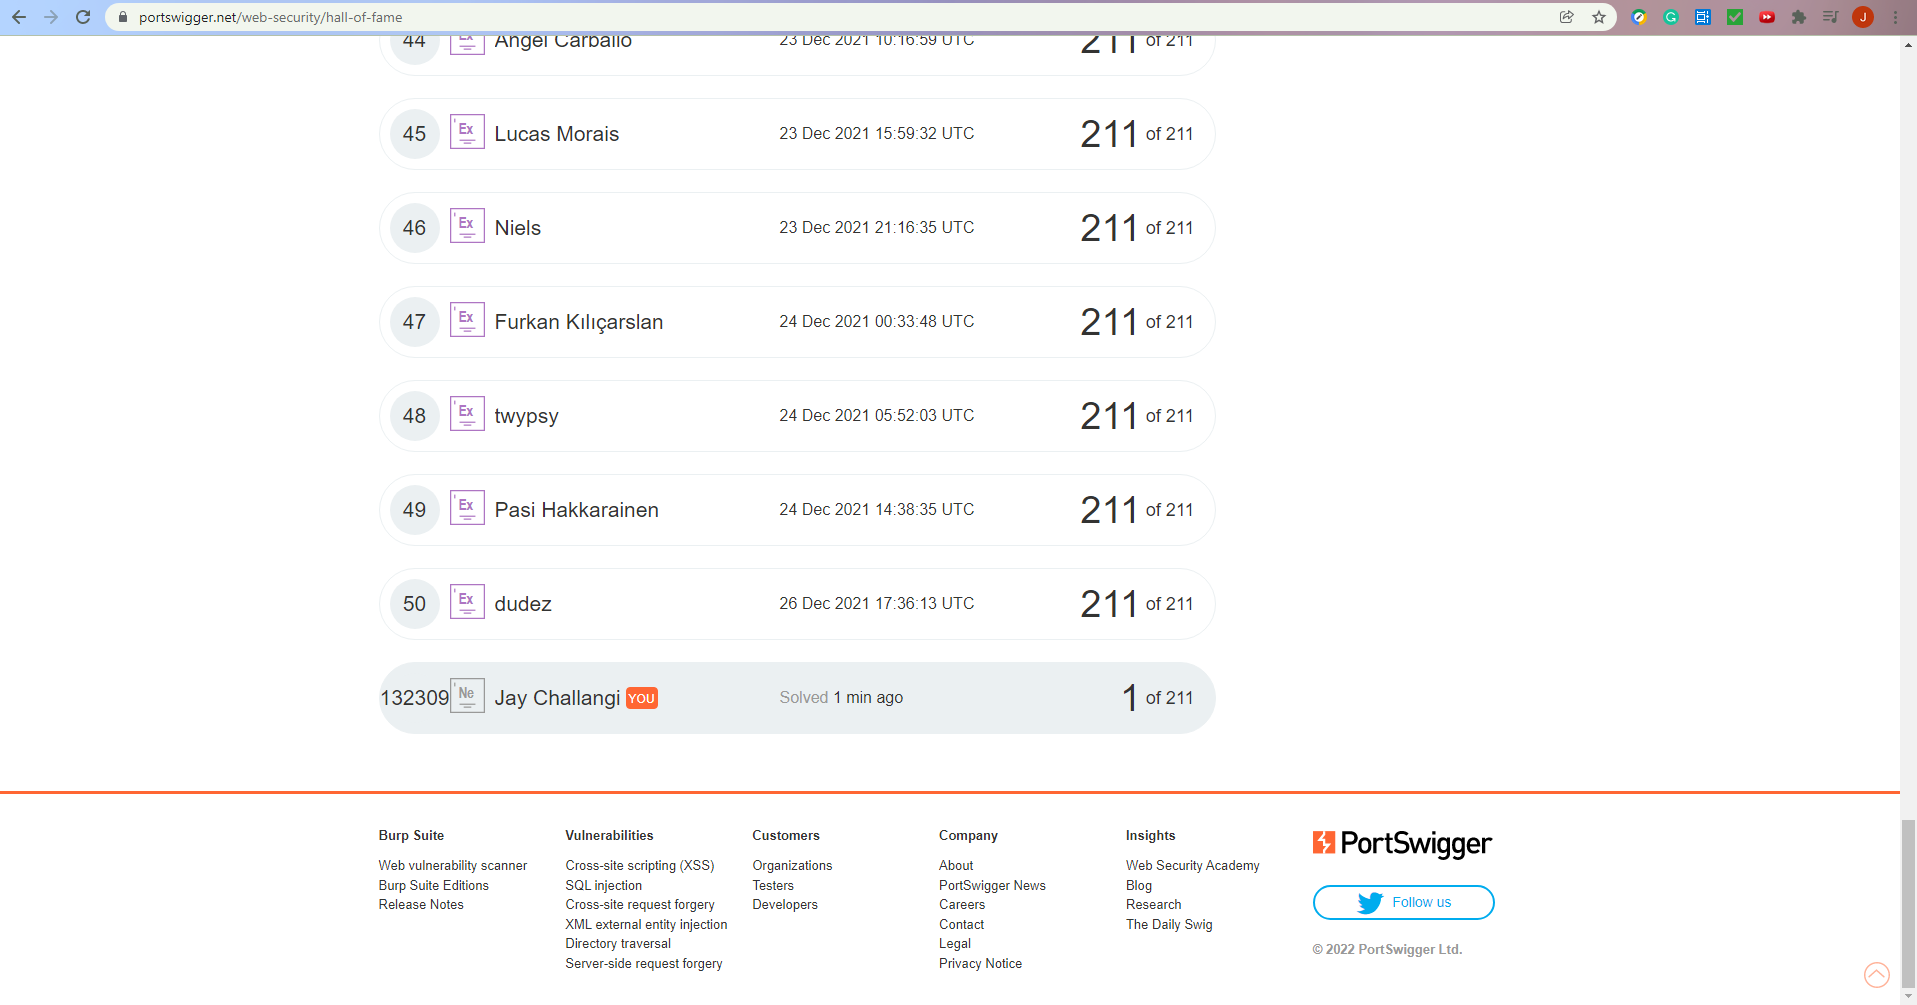 portswigger.net/web-security/hall-of-fame
J
44 Ex Angel Carballo 23 Dec 2021 10:16:59 UTC 211 of 211
45 Ex Lucas Morais 23 Dec 2021 15:59:32 UTC 211 of 211
46 Ex Niels 23 Dec 2021 21:16:35 UTC 211 of 211
47 Ex Furkan Kılıçarslan 24 Dec 2021 00:33:48 UTC 211 of 211
48 Ex twypsy 24 Dec 2021 05:52:03 UTC 211 of 211
49 Ex Pasi Hakkarainen 24 Dec 2021 14:38:35 UTC 211 of 211
50 Ex dudez 26 Dec 2021 17:36:13 UTC 211 of 211
132309 Ne Jay Challangi YOU Solved 1 min ago 1 of 211
Burp Suite
Web vulnerability scanner
Burp Suite Editions
Release Notes
Vulnerabilities
Cross-site scripting (XSS)
SQL injection
Cross-site request forgery
XML external entity injection
Directory traversal
Server-side request forgery
Customers
Organizations
Testers
Developers
Company
About
PortSwigger News
Careers
Contact
Legal
Privacy Notice
Insights
Web Security Academy
Blog
Research
The Daily Swig
PortSwigger
Follow us
© 2022 PortSwigger Ltd.